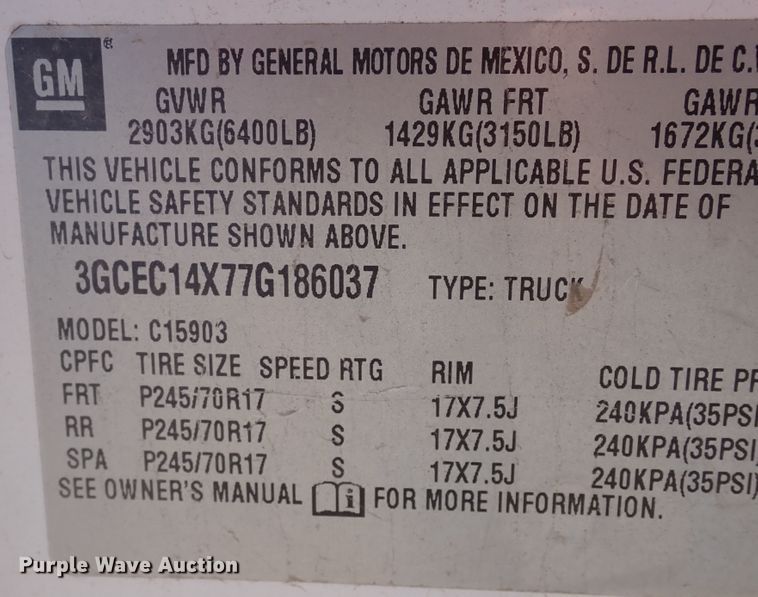 GM
MFD BY GENERAL MOTORS DE MEXICO, S. DE R.L. DE C.V
GVWR GAWR FRT GAWR
2903KG(6400LB) 1429KG(3150LB) 1672KG(3
THIS VEHICLE CONFORMS TO ALL APPLICABLE U.S. FEDERA
VEHICLE SAFETY STANDARDS IN EFFECT ON THE DATE OF
MANUFACTURE SHOWN ABOVE.
3GCEC14X77G186037 TYPE: TRUCK
MODEL: C15903
CPFC TIRE SIZE SPEED RTG RIM COLD TIRE PR
FRT P245/70R17 S 17X7.5J 240KPA(35PSI
RR P245/70R17 S 17X7.5J 240KPA(35PSI
SPA P245/70R17 S 17X7.5J 240KPA(35PSI)
SEE OWNER'S MANUAL i FOR MORE INFORMATION.
Purple Wave Auction